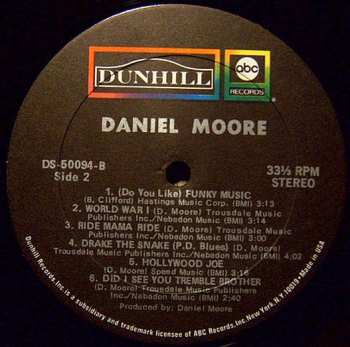 DUNHILL
abc
RECORDS
DANIEL MOORE
DS-50094-B
Side 2
33⅓ RPM
STEREO
1. (Do You Like) FUNKY MUSIC
(B. Clifford) Hastings Music Corp. (BMI) 3:13
2. WORLD WAR I (D. Moore) Trousdale Music
Publishers Inc./Nebadon Music (BMI) 3:09
3. RIDE MAMA RIDE (D. Moore) Trousdale Music
Publishers, Inc./Nebadon Music (BMI)
4. DRAKE THE SNAKE (P.D. Blues) (D. Moore)
Trousdale Music Publishers Inc./Nebadon Music (BMI) 4:02
5. HOLLYWOOD JOE
(D. Moore) Speed Music (BMI) 3:16
6. DID I SEE YOU TREMBLE BROTHER
(D. Moore) Trousdale Music Publishers
Inc./Nebadon Music (BMI) 2:40
Produced by: Daniel Moore
Dunhill Records Inc. is a subsidiary and trademark licensee of ABC Records, Inc. New York, N.Y. 10019 • Made in USA